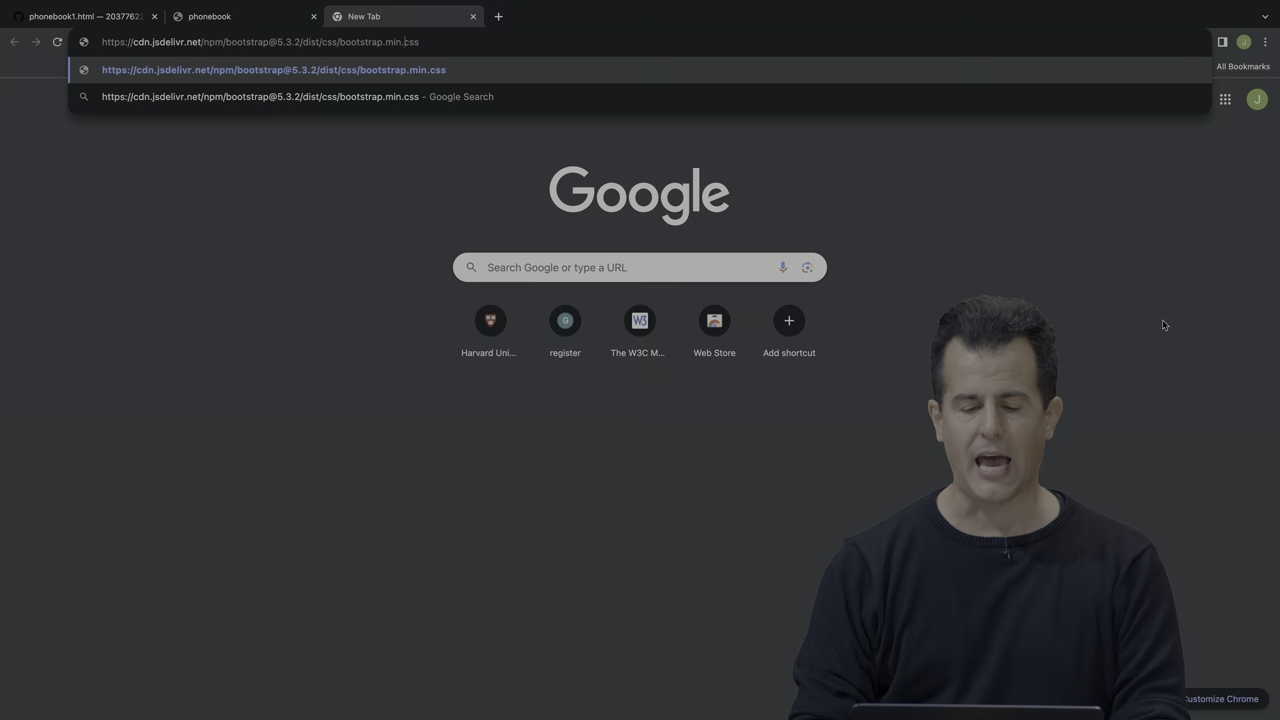 phonebook1.html — 20377622
phonebook
New Tab
https://cdn.jsdelivr.net/npm/bootstrap@5.3.2/dist/css/bootstrap.min.css
J
https://cdn.jsdelivr.net/npm/bootstrap@5.3.2/dist/css/bootstrap.min.css
All Bookmarks
https://cdn.jsdelivr.net/npm/bootstrap@5.3.2/dist/css/bootstrap.min.css - Google Search
J
Google
Search Google or type a URL
G
W3
Harvard Uni...
register
The W3C M...
Web Store
Add shortcut
Customize Chrome